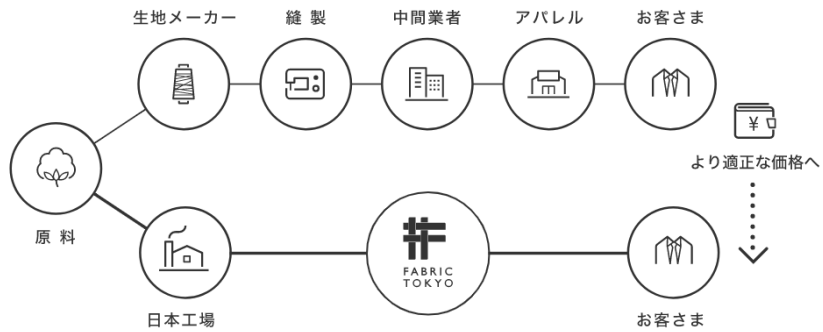 生地メーカー
縫製
中間業者
アパレル
お客さま
¥
より適正な価格へ
原料
FABRIC
TOKYO
日本工場
お客さま